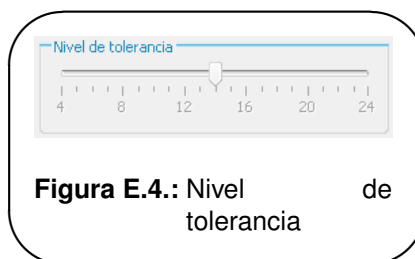 Nivel de tolerancia
4 8 12 16 20 24
Figura E.4.: Nivel de
tolerancia